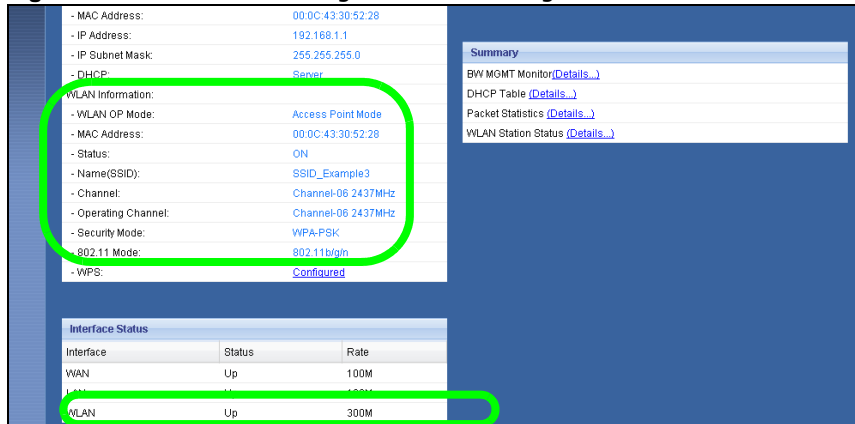 - MAC Address: 00:0C:43:30:52:28
- IP Address: 192.168.1.1
- IP Subnet Mask: 255.255.255.0
- DHCP: Server
WLAN Information:
- WLAN OP Mode: Access Point Mode
- MAC Address: 00:0C:43:30:52:28
- Status: ON
- Name(SSID): SSID_Example3
- Channel: Channel-06 2437MHz
- Operating Channel: Channel-06 2437MHz
- Security Mode: WPA-PSK
- 802.11 Mode: 802.11b/g/n
- WPS: Configured
Summary
BW MGMT Monitor(Details...)
DHCP Table (Details...)
Packet Statistics (Details...)
WLAN Station Status (Details...)
Interface Status
Interface Status Rate
WAN Up 100M
WLAN Up 300M